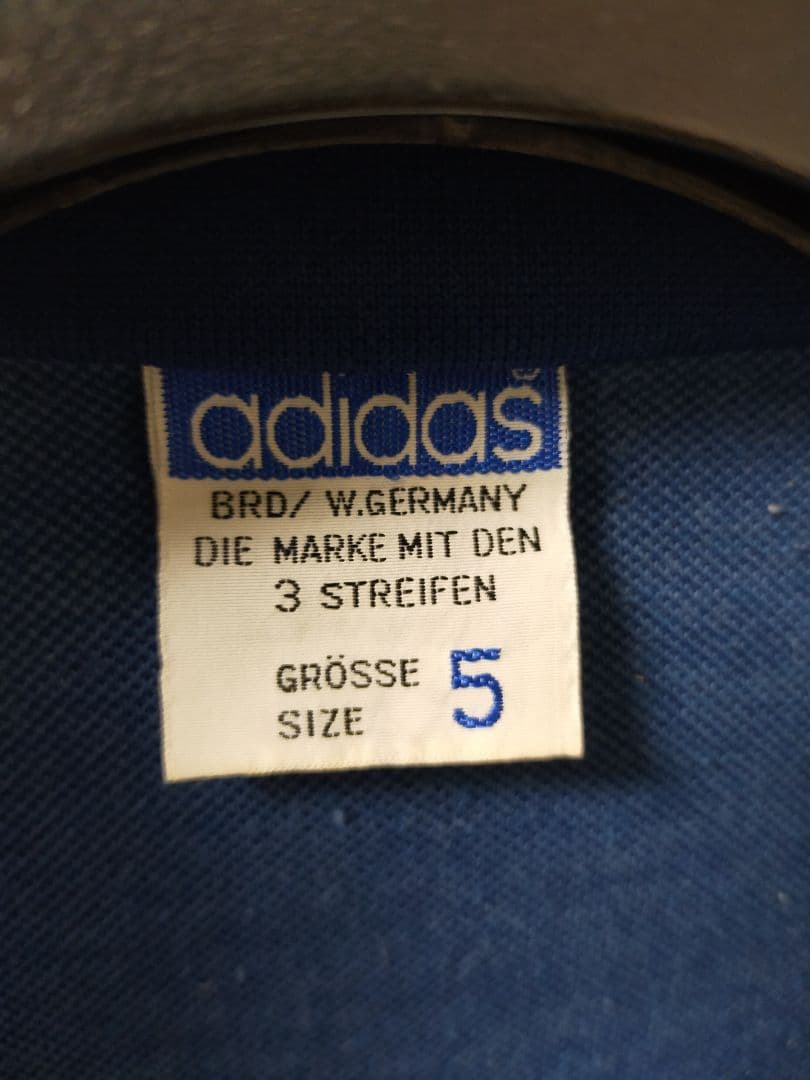 adidas
BRD/ W.GERMANY
DIE MARKE MIT DEN
3 STREIFEN
GRÖSSE
SIZE
5